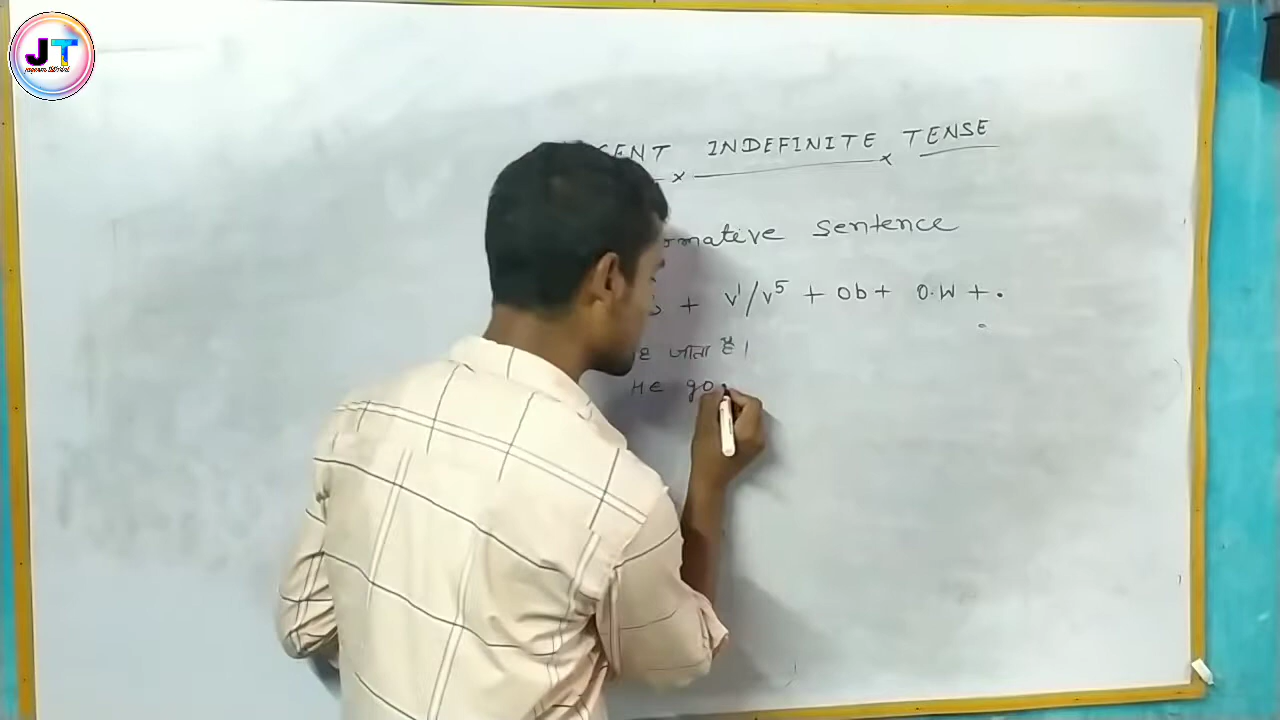 JT
INDEFINITE TENSE
sentence
+ V¹/V⁵ + Ob + O.W + .
जाता है।
He go